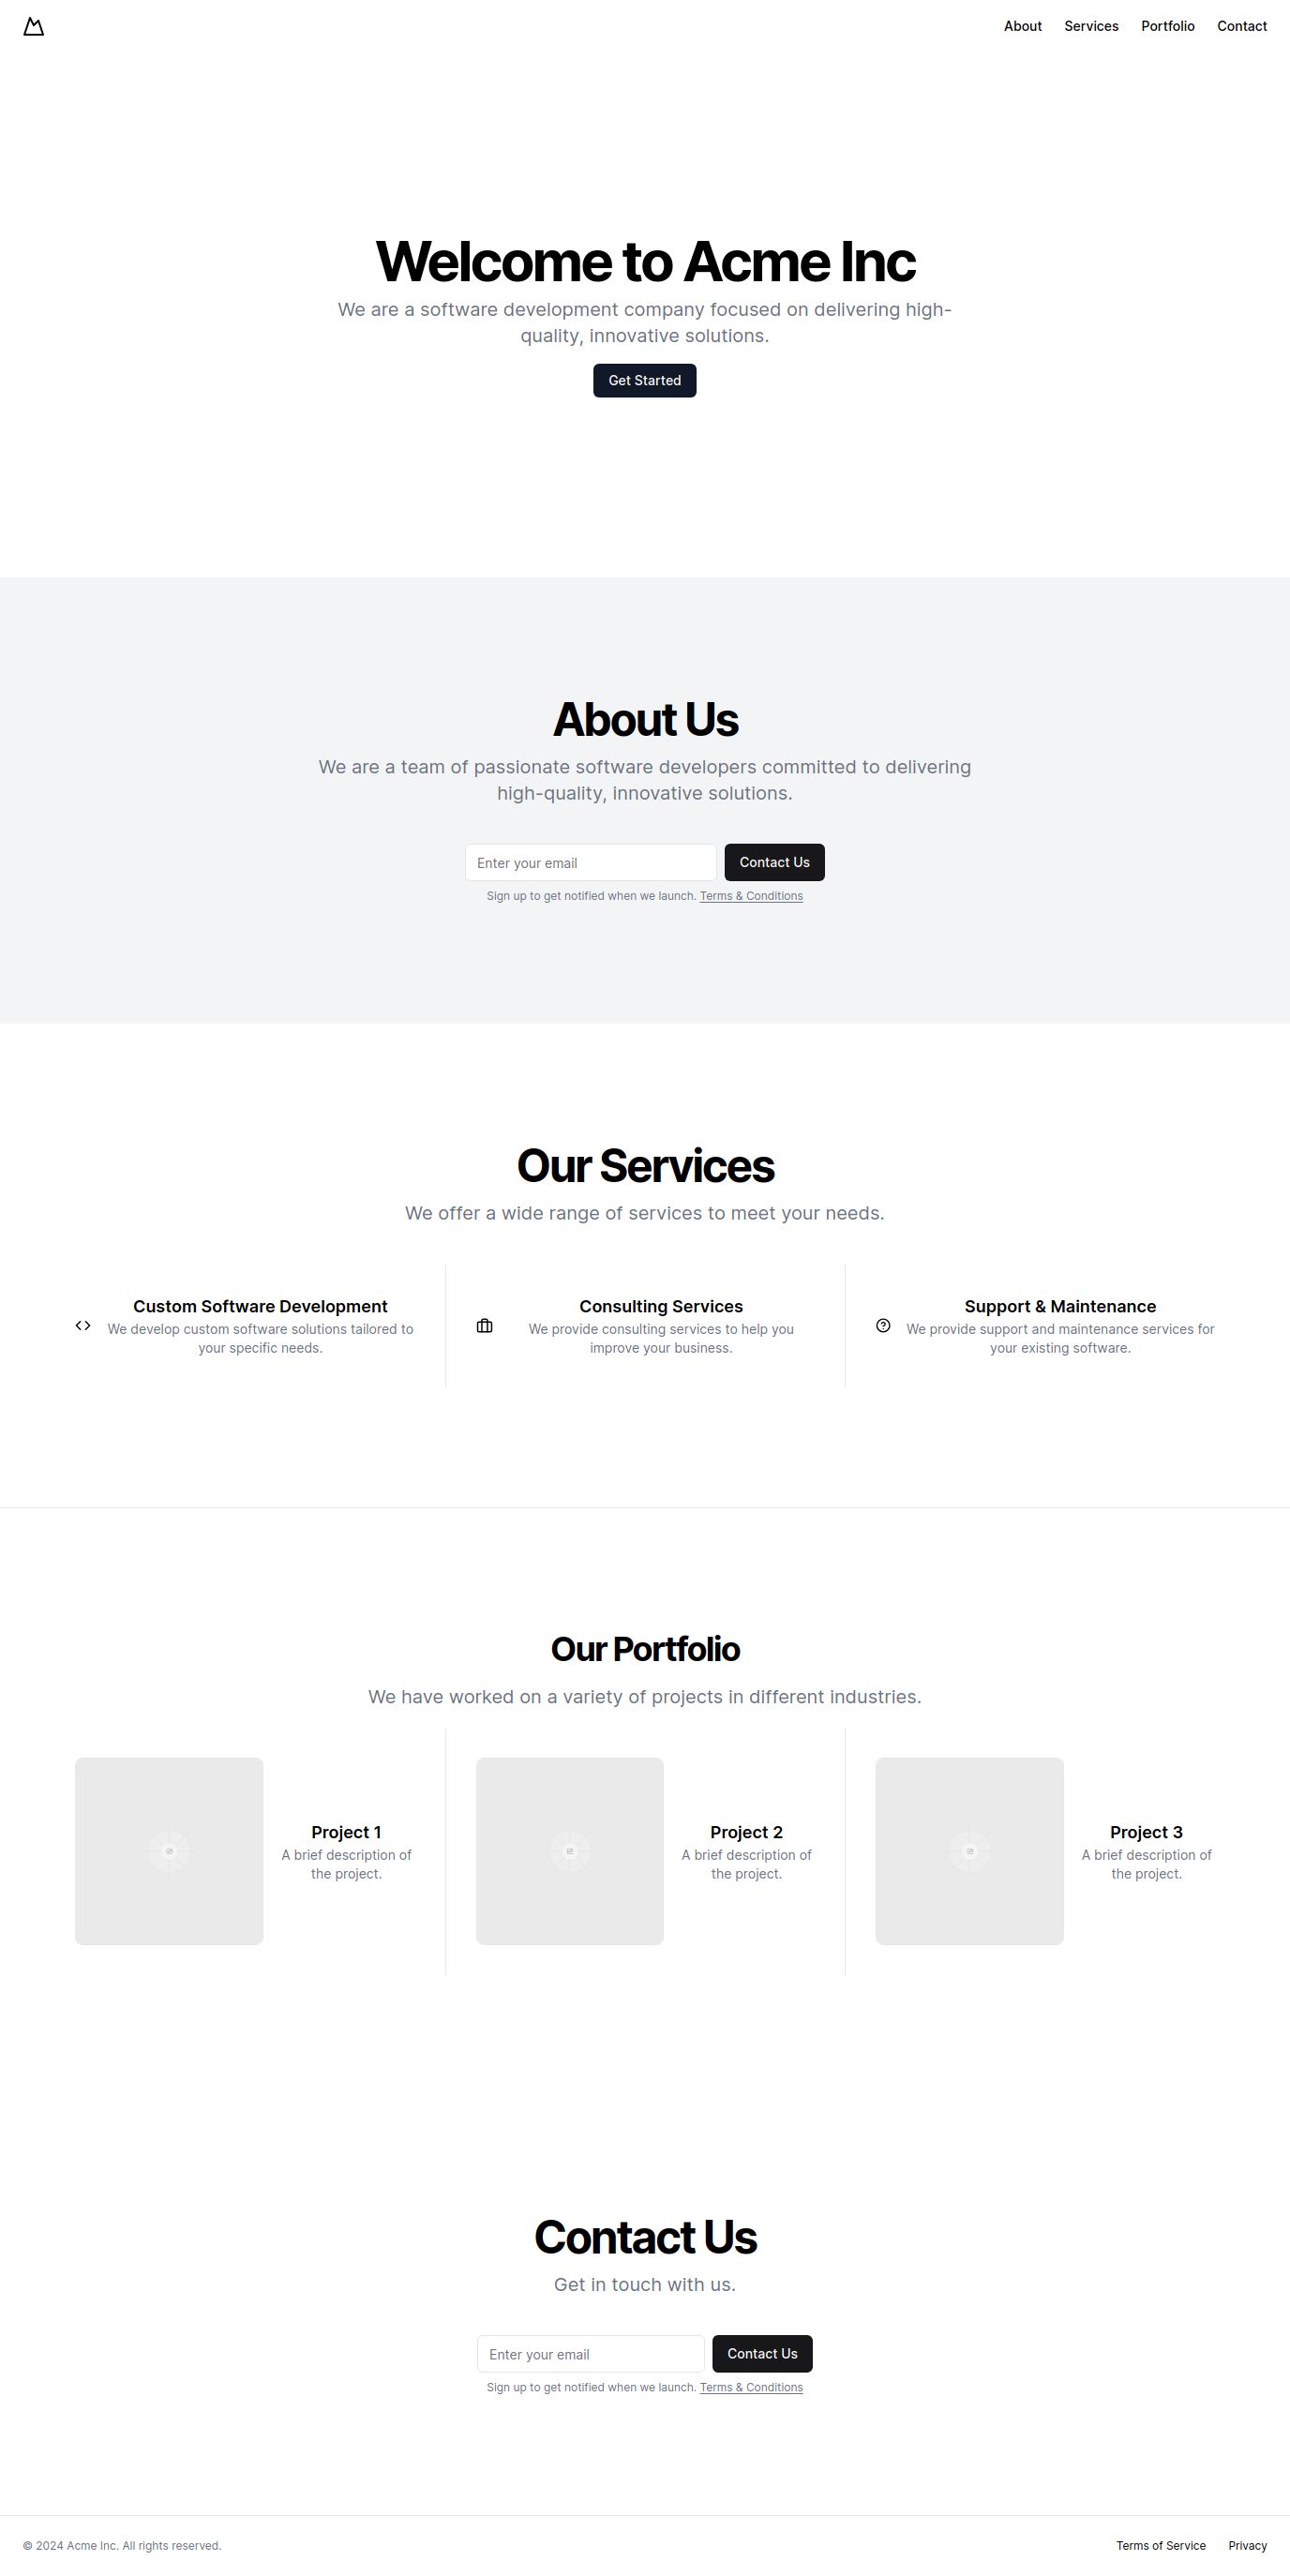 About
Services
Portfolio
Contact
Welcome to Acme Inc
We are a software development company focused on delivering high-
quality, innovative solutions.
Get Started
About Us
We are a team of passionate software developers committed to delivering
high-quality, innovative solutions.
Enter your email
Contact Us
Sign up to get notified when we launch. Terms & Conditions
Our Services
We offer a wide range of services to meet your needs.
Custom Software Development
We develop custom software solutions tailored to
your specific needs.
Consulting Services
We provide consulting services to help you
improve your business.
Support & Maintenance
We provide support and maintenance services for
your existing software.
Our Portfolio
We have worked on a variety of projects in different industries.
Project 1
A brief description of
the project.
Project 2
A brief description of
the project.
Project 3
A brief description of
the project.
Contact Us
Get in touch with us.
Enter your email
Contact Us
Sign up to get notified when we launch. Terms & Conditions
© 2024 Acme Inc. All rights reserved.
Terms of Service
Privacy